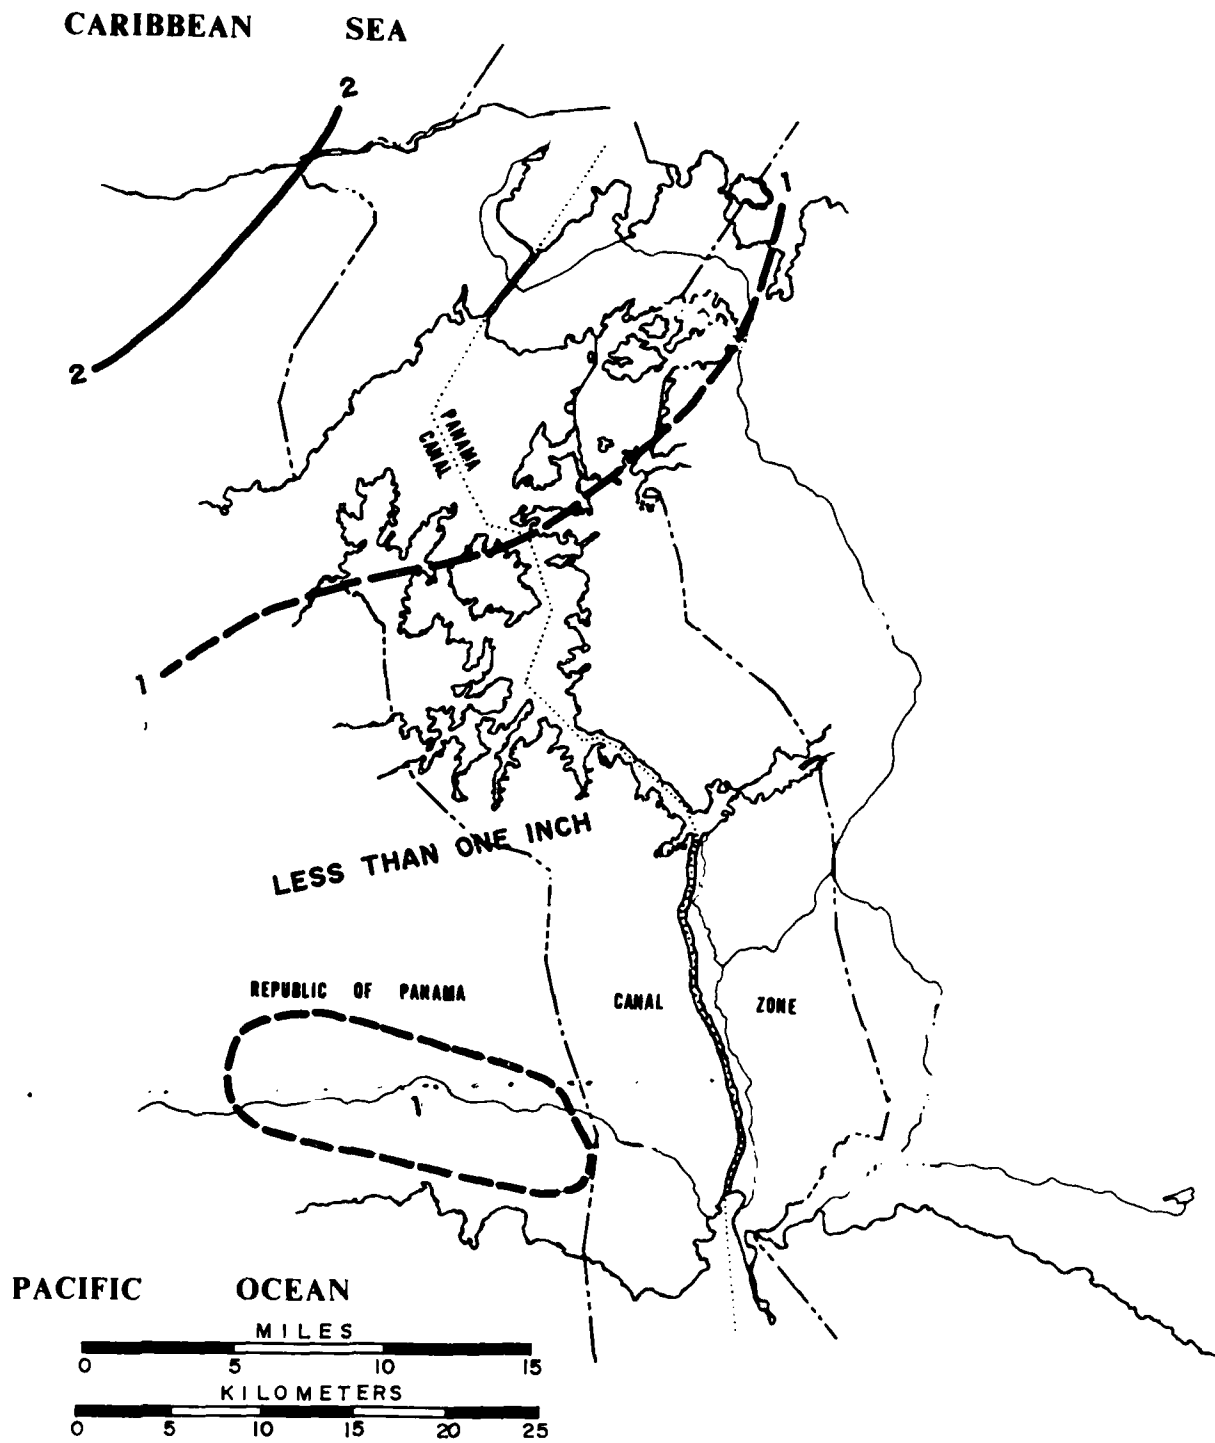 CARIBBEAN SEA
2
1
2
PANAMA
CANAL
1
LESS THAN ONE INCH
REPUBLIC OF PANAMA
CANAL ZONE
1
PACIFIC OCEAN
MILES
0 5 10 15
KILOMETERS
0 5 10 15 20 25